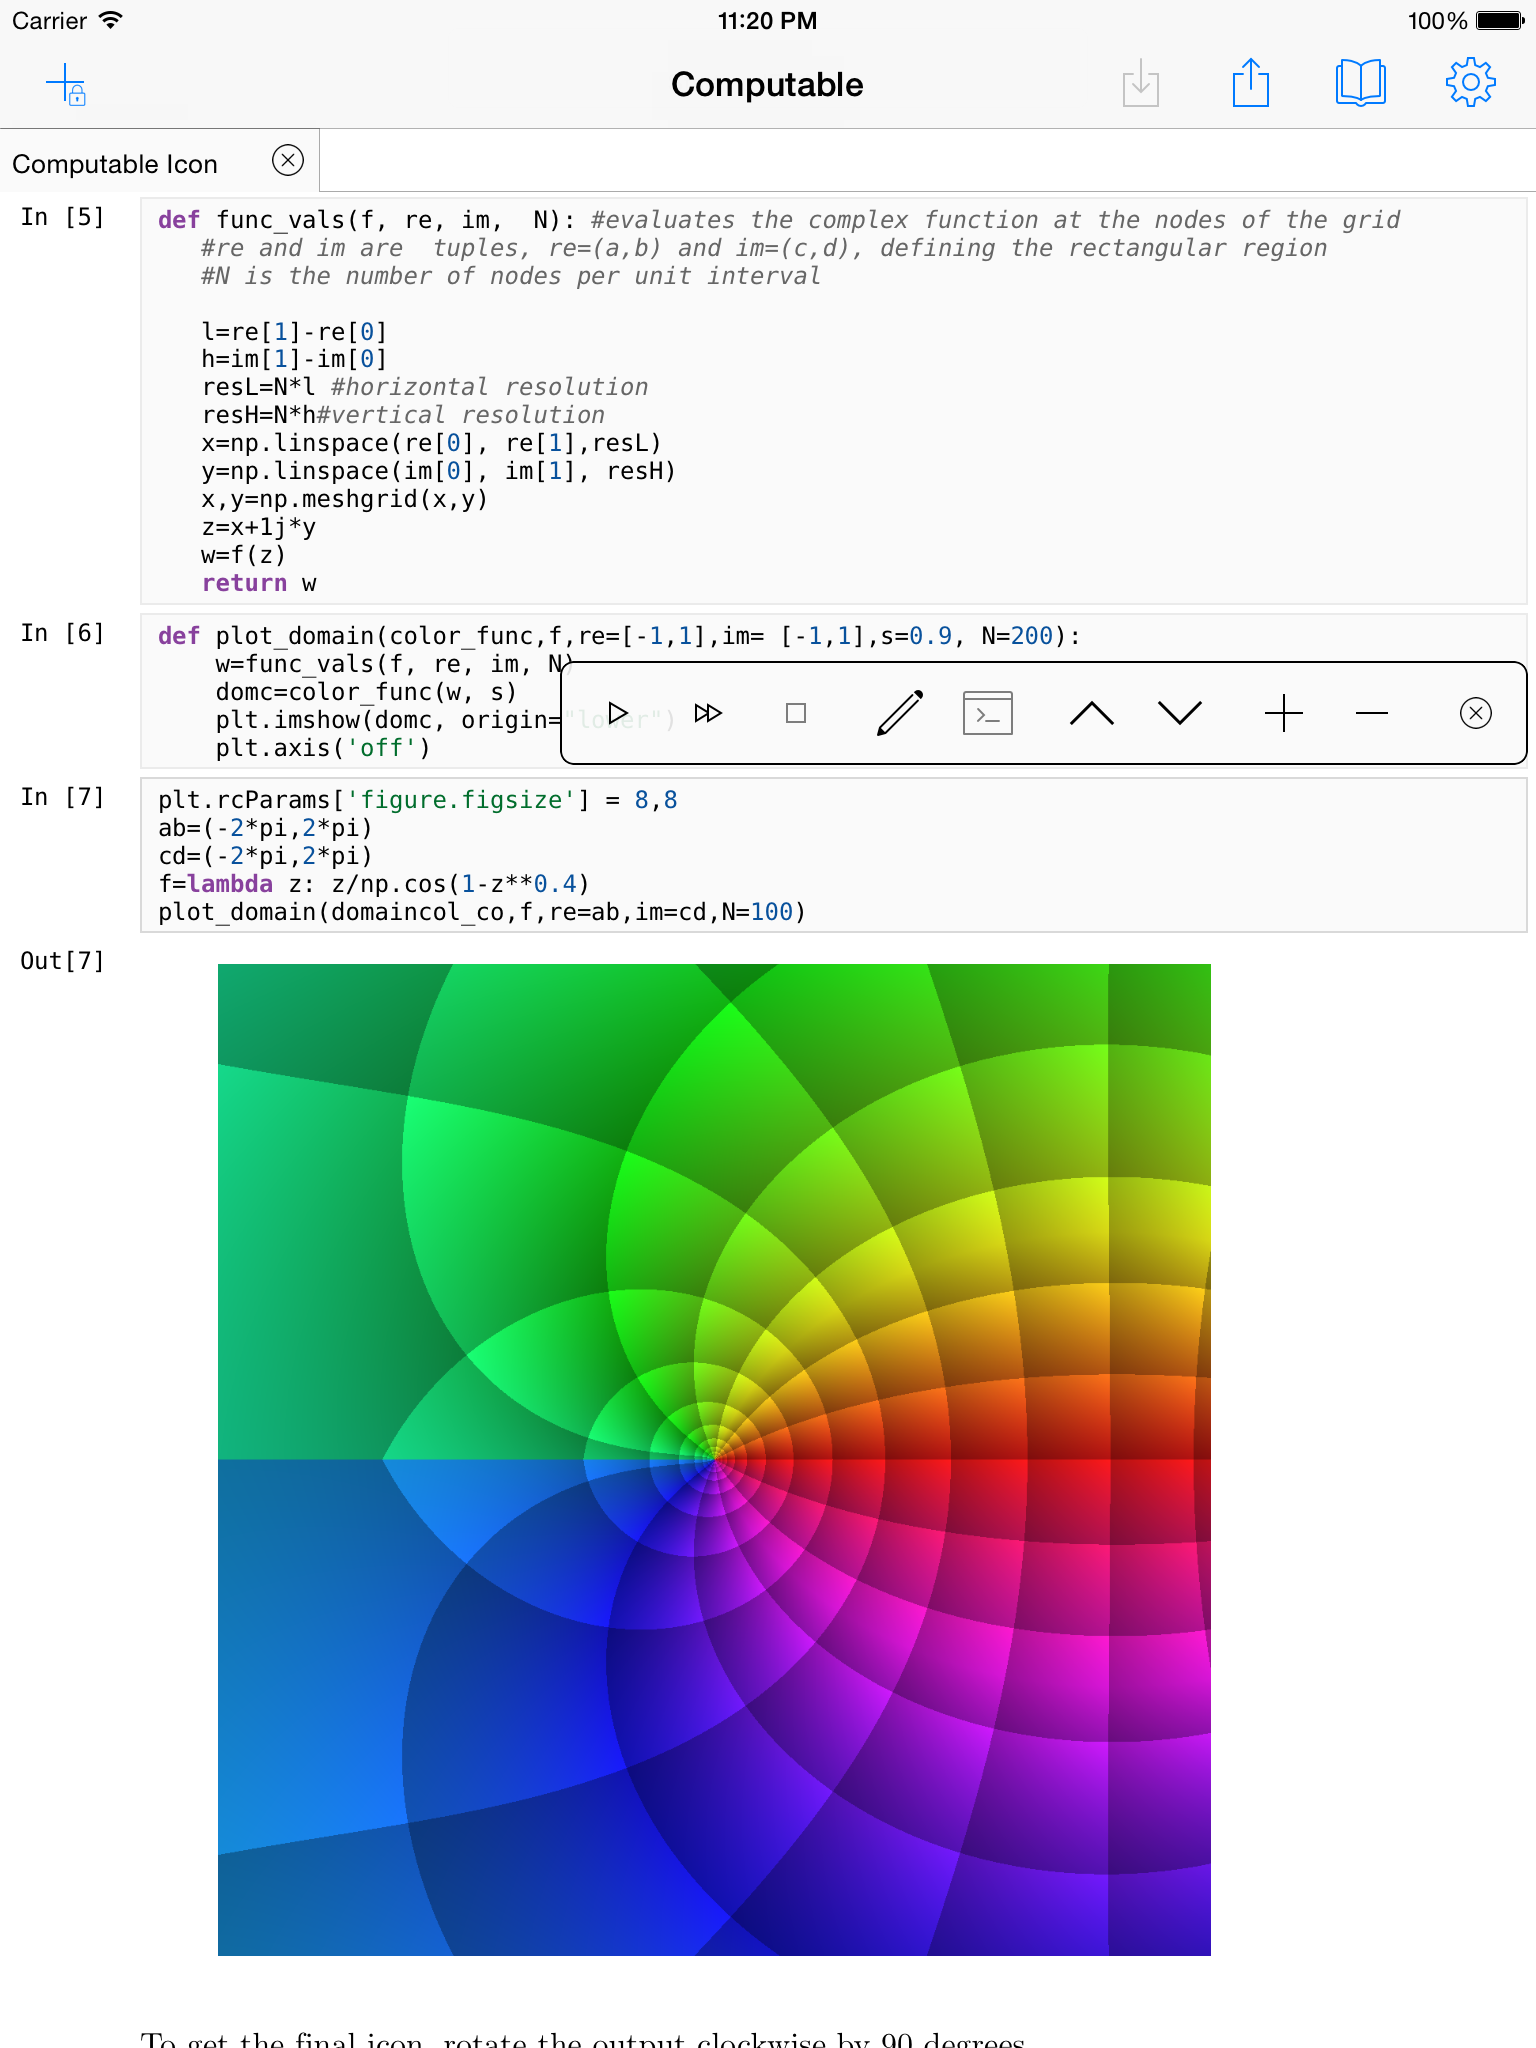 Carrier 11:20 PM 100%
Computable
Computable Icon
In [5]
def func_vals(f, re, im,  N): #evaluates the complex function at the nodes of the grid
   #re and im are  tuples, re=(a,b) and im=(c,d), defining the rectangular region
   #N is the number of nodes per unit interval
   l=re[1]-re[0]
   h=im[1]-im[0]
   resL=N*l #horizontal resolution
   resH=N*h#vertical resolution
   x=np.linspace(re[0], re[1],resL)
   y=np.linspace(im[0], im[1], resH)
   x,y=np.meshgrid(x,y)
   z=x+1j*y
   w=f(z)
   return w
In [6]
def plot_domain(color_func,f,re=[-1,1],im= [-1,1],s=0.9, N=200):
    w=func_vals(f, re, im, N)
    domc=color_func(w, s)
    plt.imshow(domc, origin="lower")
    plt.axis('off')
In [7]
plt.rcParams['figure.figsize'] = 8,8
ab=(-2*pi,2*pi)
cd=(-2*pi,2*pi)
f=lambda z: z/np.cos(1-z**0.4)
plot_domain(domaincol_co,f,re=ab,im=cd,N=100)
Out[7]
To get the final icon, rotate the output clockwise by 90 degrees